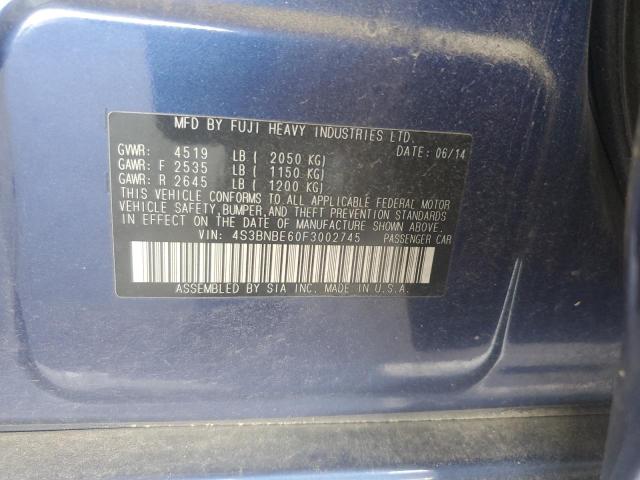 MFD BY FUJI HEAVY INDUSTRIES LTD.
GVWR: 4519 LB ( 2050 KG) DATE: 06/14
GAWR: F 2535 LB ( 1150 KG)
GAWR: R 2645 LB ( 1200 KG)
THIS VEHICLE CONFORMS TO ALL APPLICABLE FEDERAL MOTOR
VEHICLE SAFETY, BUMPER, AND THEFT PREVENTION STANDARDS
IN EFFECT ON THE DATE OF MANUFACTURE SHOWN ABOVE.
VIN: 4S3BNBE60F3002745 PASSENGER CAR
ASSEMBLED BY SIA INC. MADE IN U.S.A.